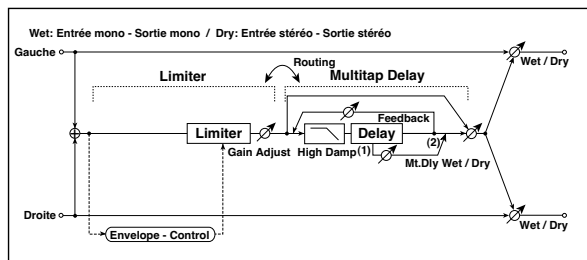 Wet: Entrée mono - Sortie mono / Dry: Entrée stéréo - Sortie stéréo
Gauche
Wet / Dry
Routing
Limiter
Multitap Delay
Feedback
Limiter
Delay
Gain Adjust
High Damp
(1)
(2)
Mt.Dly Wet / Dry
Droite
Envelope - Control
Wet / Dry